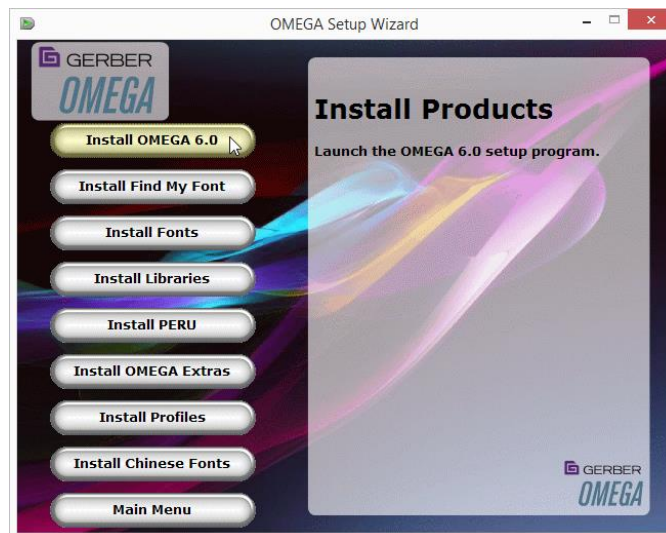 OMEGA Setup Wizard
GERBER
OMEGA
Install OMEGA 6.0
Install Find My Font
Install Fonts
Install Libraries
Install PERU
Install OMEGA Extras
Install Profiles
Install Chinese Fonts
Main Menu
Install Products
Launch the OMEGA 6.0 setup program.
GERBER
OMEGA